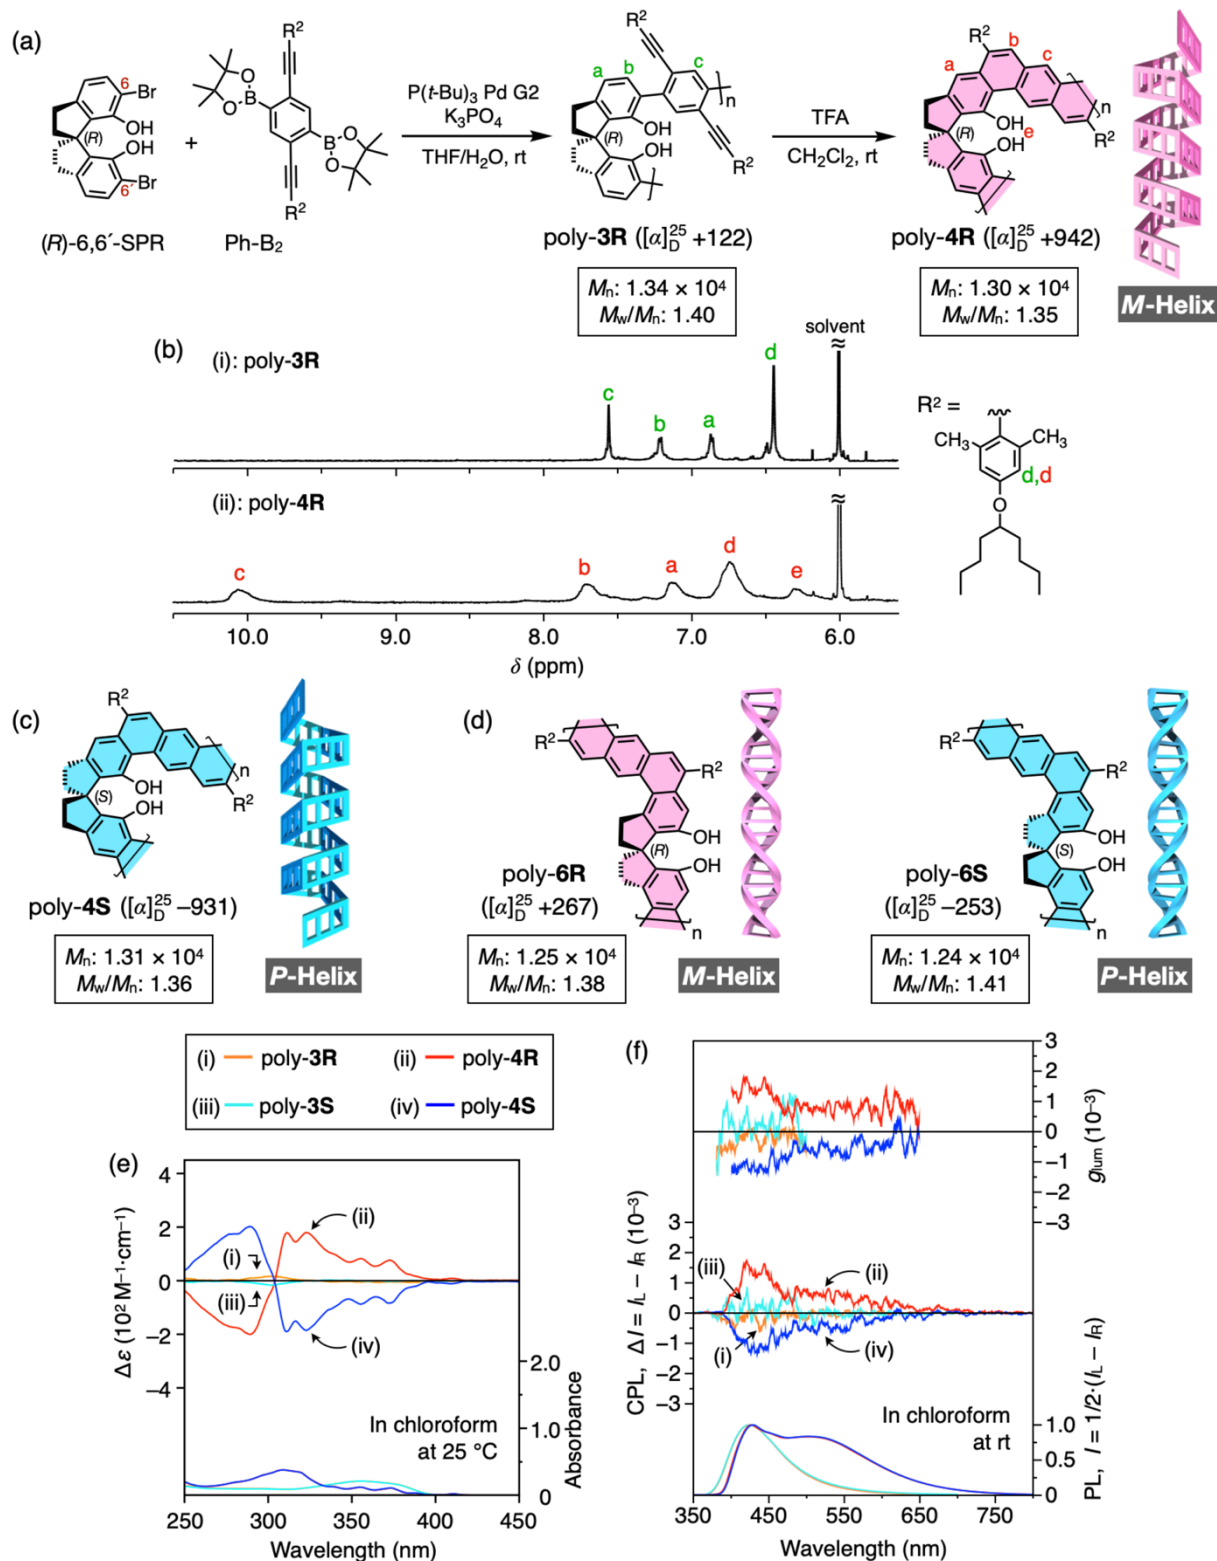 (a)
R2
6
Br
(R)
OH
OH
6´
Br
(R)-6,6´-SPR
+
R2
O
B
O
O
B
O
R2
Ph-B2
P(t-Bu)3 Pd G2
K3PO4
THF/H2O, rt
R2
a
b
c
n
(R)
OH
HO
R2
poly-3R ([α]D25 +122)
Mn: 1.34 × 10⁴
Mw/Mn: 1.40
TFA
CH2Cl2, rt
R2
b
a
c
n
R2
(R)
OH
e
HO
poly-4R ([α]D25 +942)
Mn: 1.30 × 10⁴
Mw/Mn: 1.35
M-Helix
(b)
(i): poly-3R
c
b
a
d
solvent
≈
(ii): poly-4R
c
b
a
d
e
≈
10.0 9.0 8.0 7.0 6.0
δ (ppm)
R2 =
CH3
CH3
d,d
O
(c)
R2
n
R2
(S)
OH
HO
poly-4S ([α]D25 –931)
Mn: 1.31 × 10⁴
Mw/Mn: 1.36
P-Helix
(d)
R2
R2
OH
(R)
OH
n
poly-6R
([α]D25 +267)
Mn: 1.25 × 10⁴
Mw/Mn: 1.38
M-Helix
R2
R2
OH
(S)
OH
n
poly-6S
([α]D25 –253)
Mn: 1.24 × 10⁴
Mw/Mn: 1.41
P-Helix
(i) poly-3R (ii) poly-4R
(iii) poly-3S (iv) poly-4S
(e)
4
2
0
–2
–4
Δε (10² M⁻¹·cm⁻¹)
(i)
(ii)
(iii)
(iv)
2.0
1.0
0
Absorbance
In chloroform
at 25 °C
250 300 350 400 450
Wavelength (nm)
(f)
3
2
1
0
–1
–2
–3
glum (10⁻³)
3
2
1
0
–1
–2
–3
CPL, ΔI = IL – IR (10⁻³)
(iii)
(ii)
(i)
(iv)
In chloroform
at rt
1.0
0.5
0
PL, I = 1/2·(IL – IR)
350 450 550 650 750
Wavelength (nm)